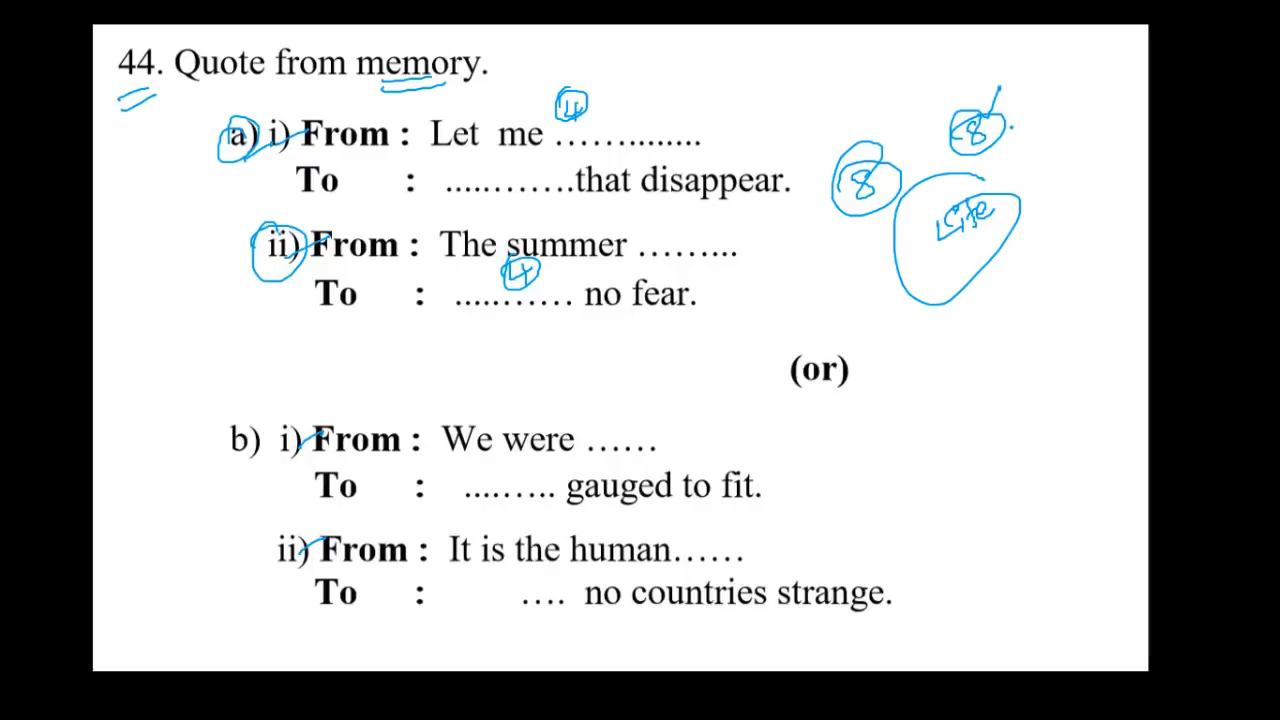 44. Quote from memory.
4
a) i) From : Let me ……........
8
To : .....…….that disappear.
8
Life
ii) From : The summer ……...
4
To : .....…… no fear.
(or)
b) i) From : We were ……
To : ....….. gauged to fit.
ii) From : It is the human……
To : …. no countries strange.